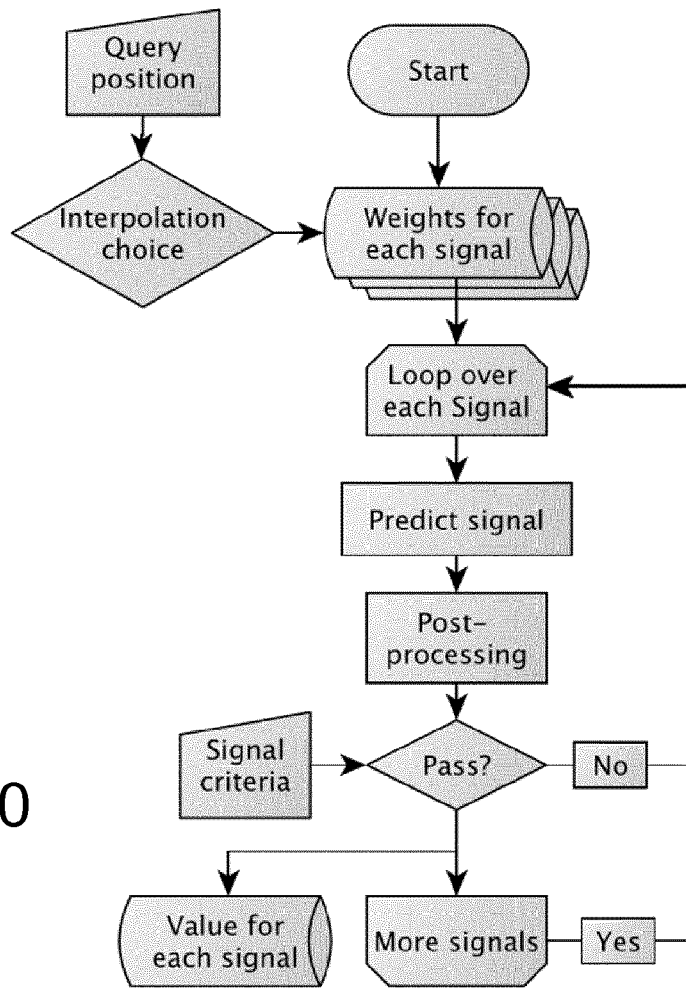 Query
position
Start
Interpolation
choice
Weights for
each signal
Loop over
each Signal
Predict signal
Post-
processing
Signal
criteria
Pass?
No
0
Value for
each signal
More signals
Yes